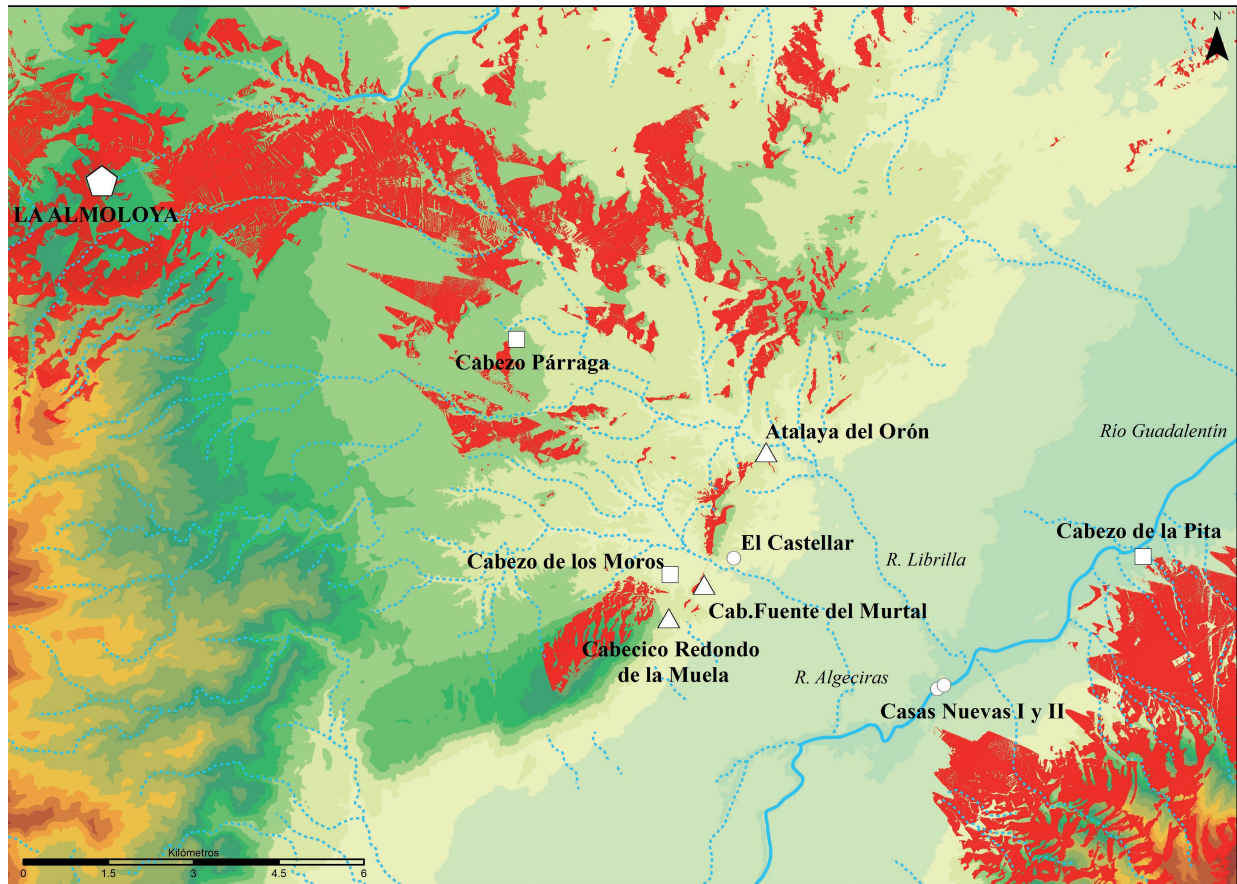 N
LA ALMOLOYA
Cabezo Párraga
Atalaya del Orón
Río Guadalentín
Cabezo de la Pita
El Castellar
Cabezo de los Moros
R. Librilla
Cab.Fuente del Murtal
Cabecico Redondo
de la Muela
R. Algeciras
Casas Nuevas I y II
Kilómetros
0 1.5 3 4.5 6